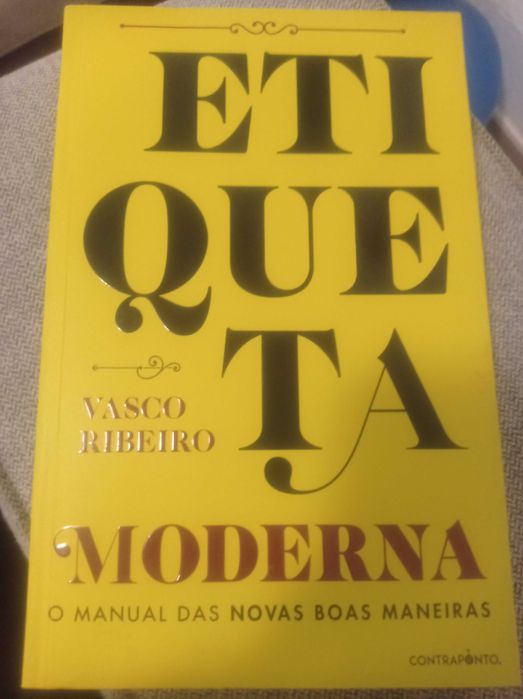 ETI
QUE
TA
VASCO
RIBEIRO
MODERNA
O MANUAL DAS NOVAS BOAS MANEIRAS
CONTRAPONTO.